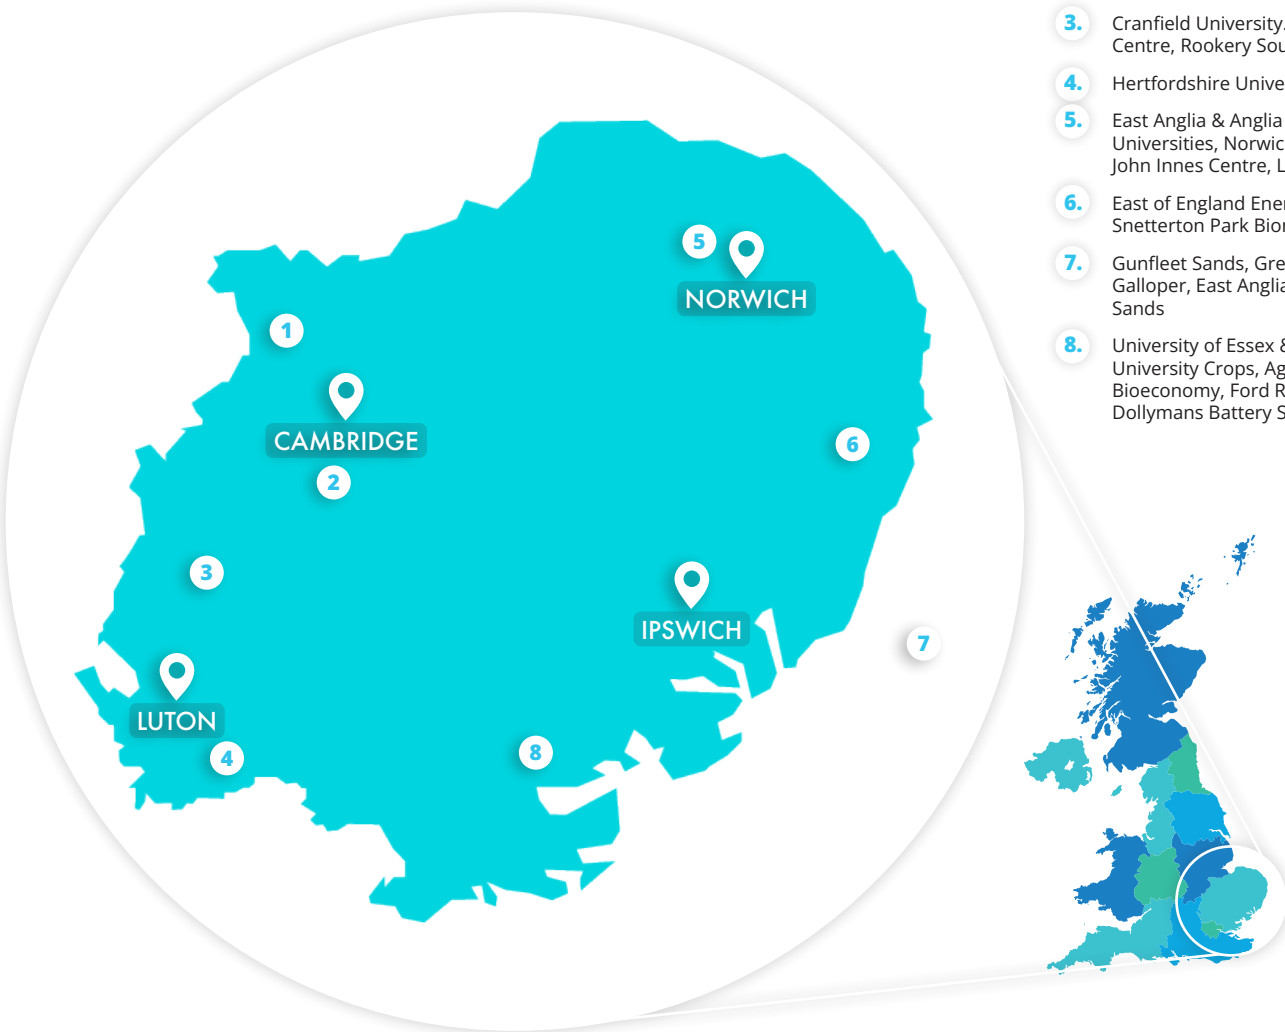 3. Cranfield University.
Centre, Rookery Sou
4. Hertfordshire Unive
5. East Anglia & Anglia
Universities, Norwic
John Innes Centre, L
6. East of England Ener
Snetterton Park Bior
7. Gunfleet Sands, Gre
Galloper, East Anglia
Sands
8. University of Essex &
University Crops, Ag
Bioeconomy, Ford R
Dollymans Battery S
5
NORWICH
1
CAMBRIDGE
6
2
3
IPSWICH
7
LUTON
4
8